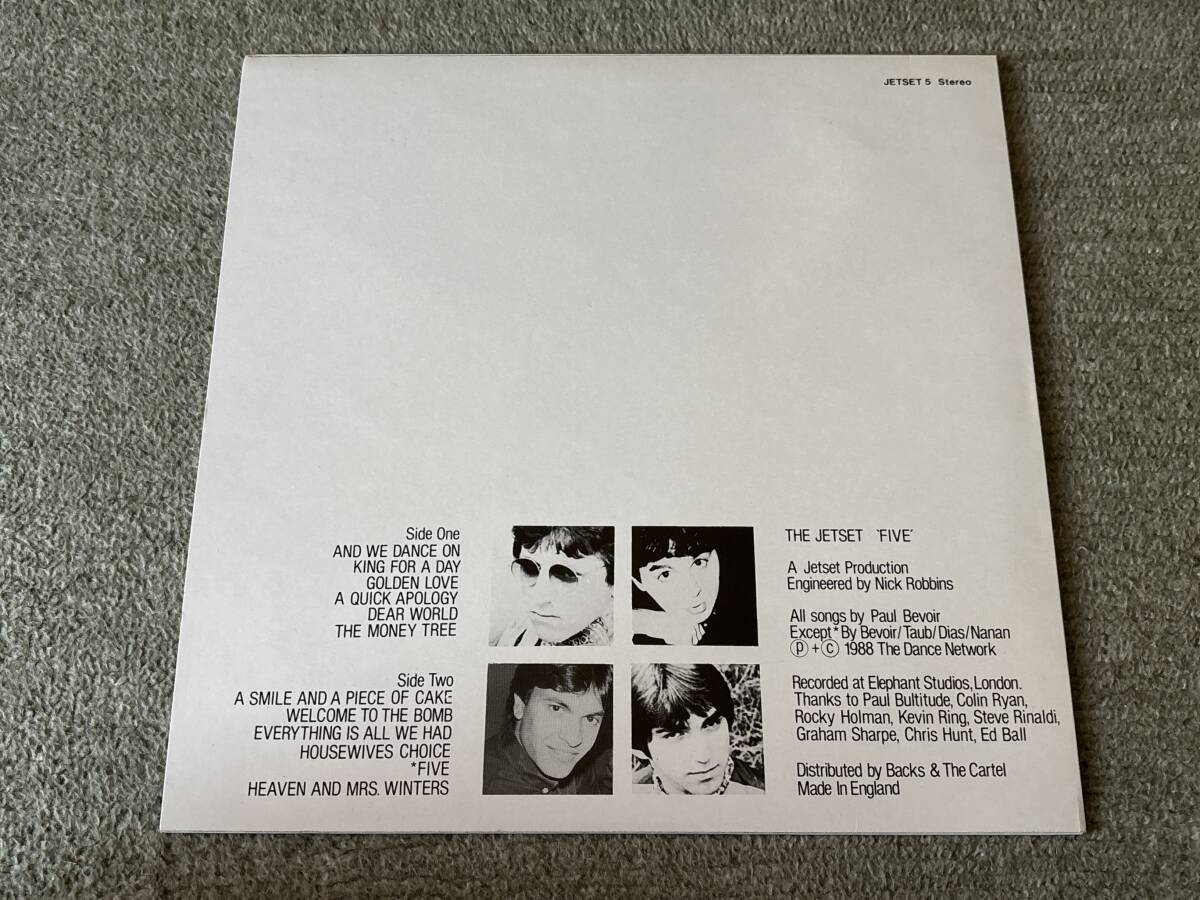 JETSET 5 Stereo
Side One
AND WE DANCE ON
KING FOR A DAY
GOLDEN LOVE
A QUICK APOLOGY
DEAR WORLD
THE MONEY TREE
Side Two
A SMILE AND A PIECE OF CAKE
WELCOME TO THE BOMB
EVERYTHING IS ALL WE HAD
HOUSEWIVES CHOICE
*FIVE
HEAVEN AND MRS. WINTERS
THE JETSET 'FIVE'
A Jetset Production
Engineered by Nick Robbins
All songs by Paul Bevoir
Except * By Bevoir/Taub/Dias/Nanan
ⓟ+ⓒ 1988 The Dance Network
Recorded at Elephant Studios, London.
Thanks to Paul Bultitude, Colin Ryan,
Rocky Holman, Kevin Ring, Steve Rinaldi,
Graham Sharpe, Chris Hunt, Ed Ball
Distributed by Backs & The Cartel
Made In England